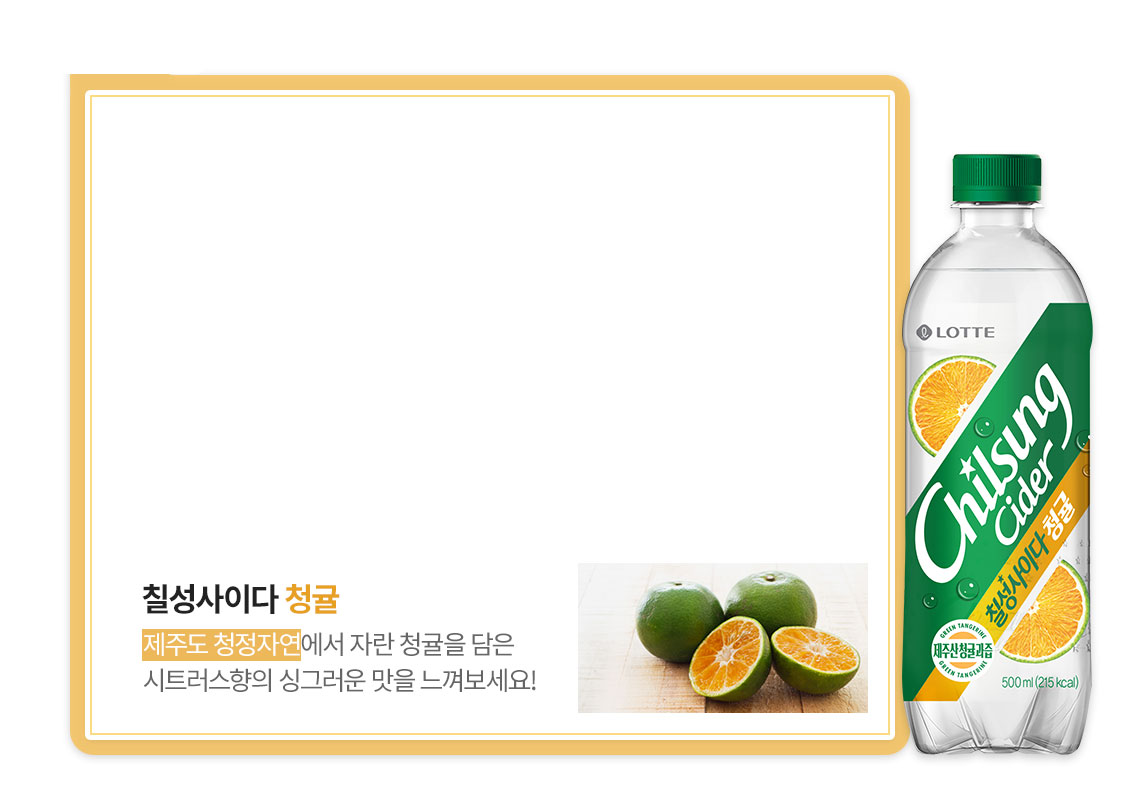 칠성사이다 청귤
제주도 청정자연에서 자란 청귤을 담은
시트러스향의 싱그러운 맛을 느껴보세요!
LOTTE
Chilsung
Cider
칠성사이다 청귤
GREEN TANGERINE
제주산청귤과즙
GREEN TANGERINE
500 ml (215 kcal)